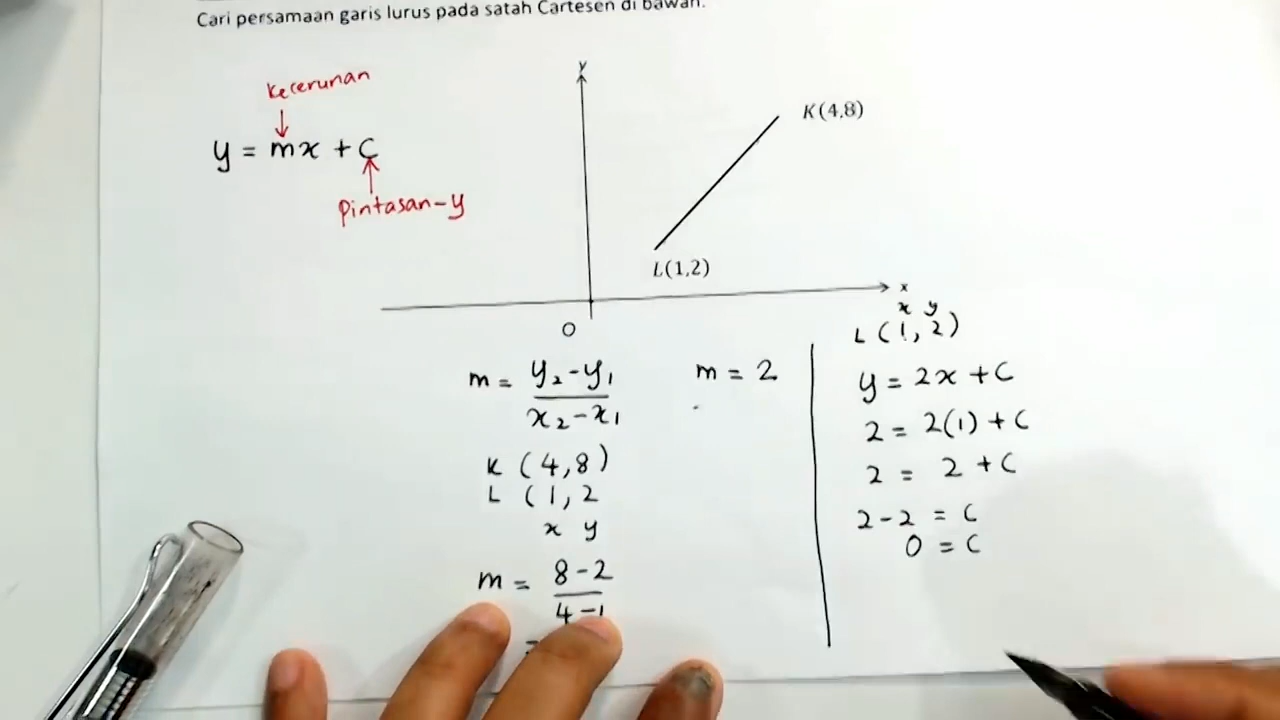 Cari persamaan garis lurus pada satah Cartesen di bawah.
kecerunan
y = mx + c
pintasan-y
y
K(4,8)
L(1,2)
x
O
m = y₂-y₁/x₂-x₁
K (4,8)
L (1,2
x y
m = 8-2/4-1
=
m = 2
x y
L (1, 2)
y = 2x + c
2 = 2(1) + c
2 = 2 + c
2-2 = c
0 = c